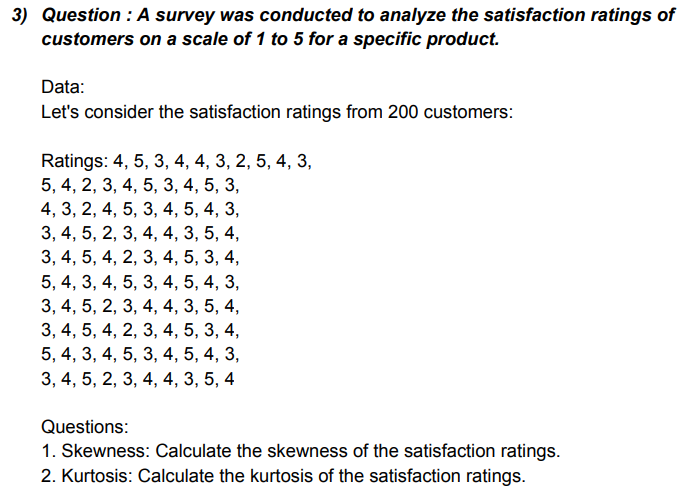 3) Question : A survey was conducted to analyze the satisfaction ratings of
customers on a scale of 1 to 5 for a specific product.
Data:
Let's consider the satisfaction ratings from 200 customers:
Ratings: 4, 5, 3, 4, 4, 3, 2, 5, 4, 3,
5, 4, 2, 3, 4, 5, 3, 4, 5, 3,
4, 3, 2, 4, 5, 3, 4, 5, 4, 3,
3, 4, 5, 2, 3, 4, 4, 3, 5, 4,
3, 4, 5, 4, 2, 3, 4, 5, 3, 4,
5, 4, 3, 4, 5, 3, 4, 5, 4, 3,
3, 4, 5, 2, 3, 4, 4, 3, 5, 4,
3, 4, 5, 4, 2, 3, 4, 5, 3, 4,
5, 4, 3, 4, 5, 3, 4, 5, 4, 3,
3, 4, 5, 2, 3, 4, 4, 3, 5, 4
Questions:
1. Skewness: Calculate the skewness of the satisfaction ratings.
2. Kurtosis: Calculate the kurtosis of the satisfaction ratings.